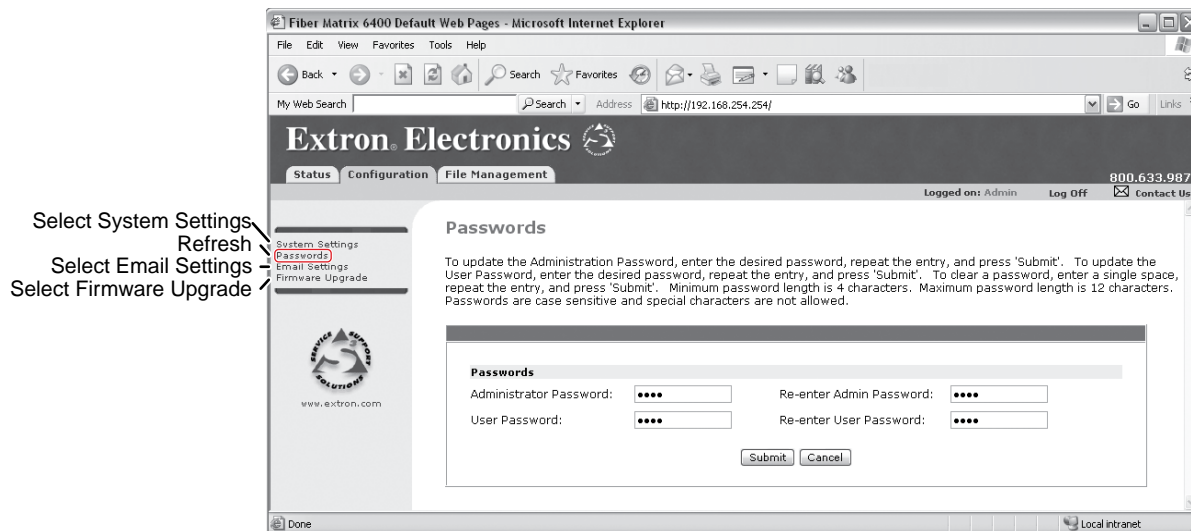 Fiber Matrix 6400 Default Web Pages - Microsoft Internet Explorer
File Edit View Favorites Tools Help
Back Search Favorites
My Web Search Search Address http://192.168.254.254/ Go Links
Extron® Electronics
Status Configuration File Management
800.633.987
Logged on: Admin Log Off Contact Us
Select System Settings
Refresh
Select Email Settings
Select Firmware Upgrade
System Settings
Passwords
Email Settings
Firmware Upgrade
SERVICE SUPPORT SOLUTIONS
S3
www.extron.com
Passwords
To update the Administration Password, enter the desired password, repeat the entry, and press 'Submit'. To update the
User Password, enter the desired password, repeat the entry, and press 'Submit'. To clear a password, enter a single space,
repeat the entry, and press 'Submit'. Minimum password length is 4 characters. Maximum password length is 12 characters.
Passwords are case sensitive and special characters are not allowed.
Passwords
Administrator Password: •••• Re-enter Admin Password: ••••
User Password: •••• Re-enter User Password: ••••
Submit Cancel
Done Local intranet